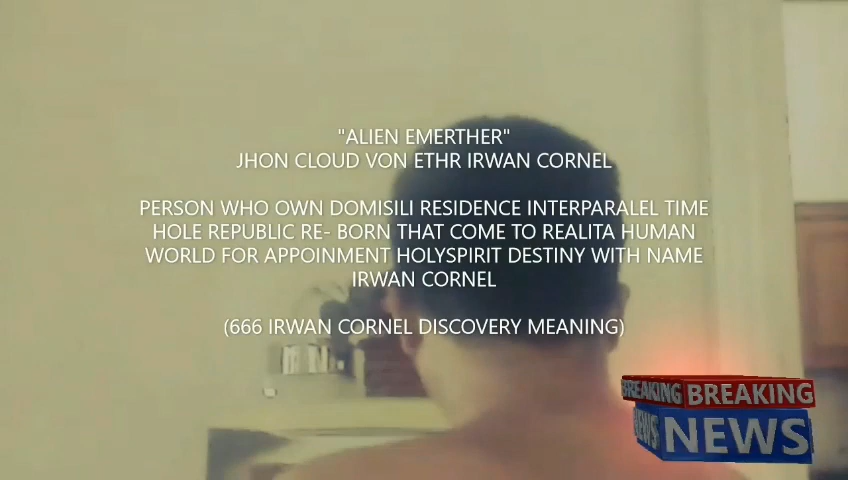 "ALIEN EMERTHER"
JHON CLOUD VON ETHR IRWAN CORNEL
PERSON WHO OWN DOMISILI RESIDENCE INTERPARALEL TIME
HOLE REPUBLIC RE- BORN THAT COME TO REALITA HUMAN
WORLD FOR APPOINMENT HOLYSPIRIT DESTINY WITH NAME
IRWAN CORNEL
(666 IRWAN CORNEL DISCOVERY MEANING)
BREAKING BREAKING
NEWS NEWS